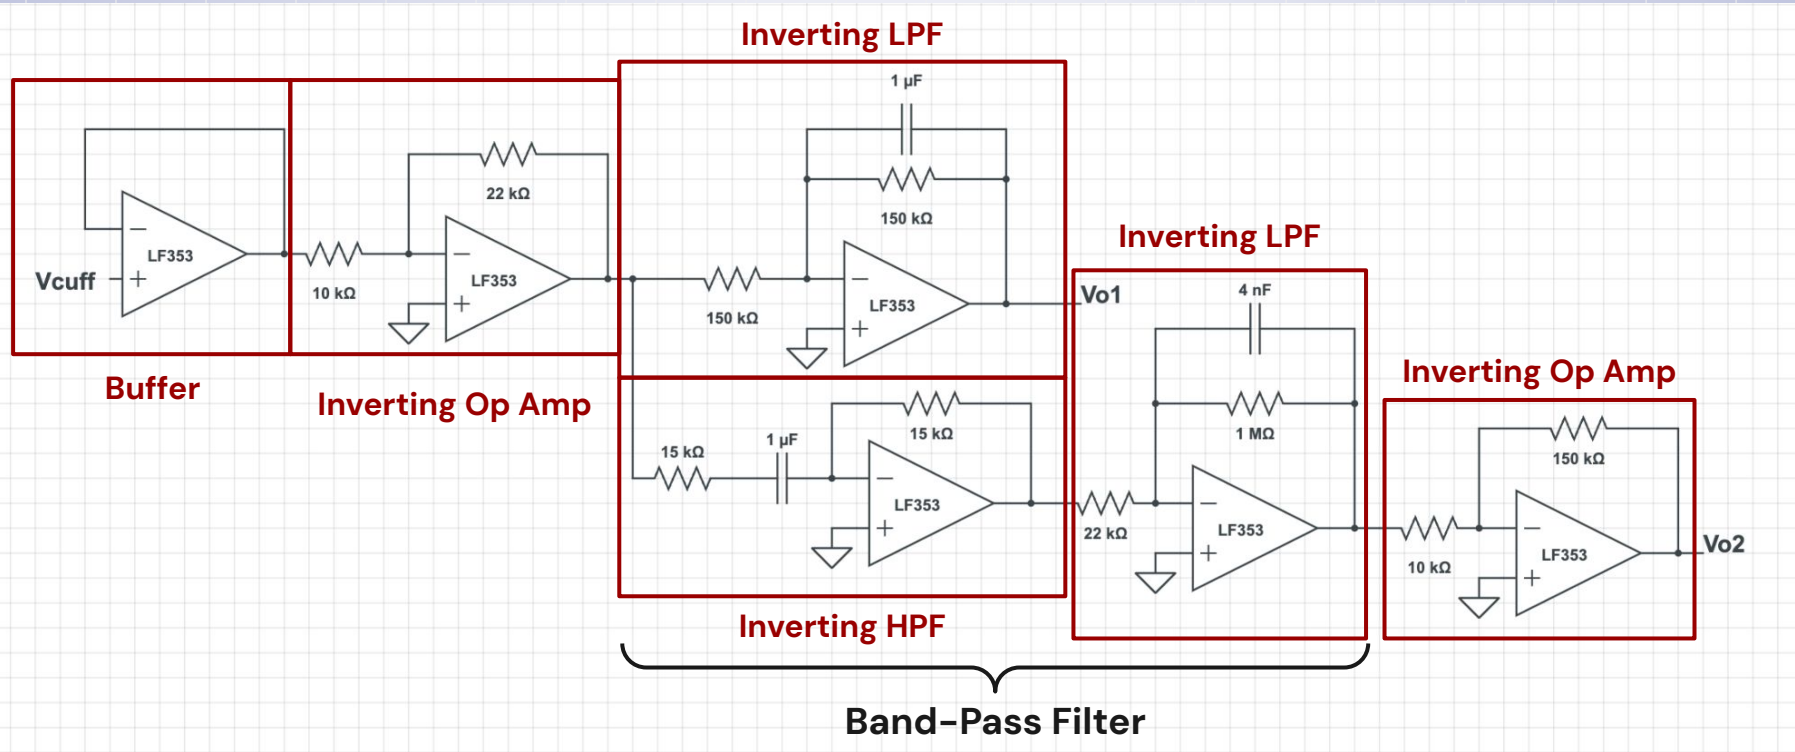 Inverting LPF
1 µF
150 kΩ
LF353
150 kΩ
Vo1
22 kΩ
LF353
Vcuff
10 kΩ
LF353
Buffer
Inverting Op Amp
15 kΩ
1 µF
15 kΩ
LF353
Inverting HPF
Inverting LPF
4 nF
1 MΩ
22 kΩ
LF353
Inverting Op Amp
150 kΩ
10 kΩ
LF353
Vo2
Band-Pass Filter